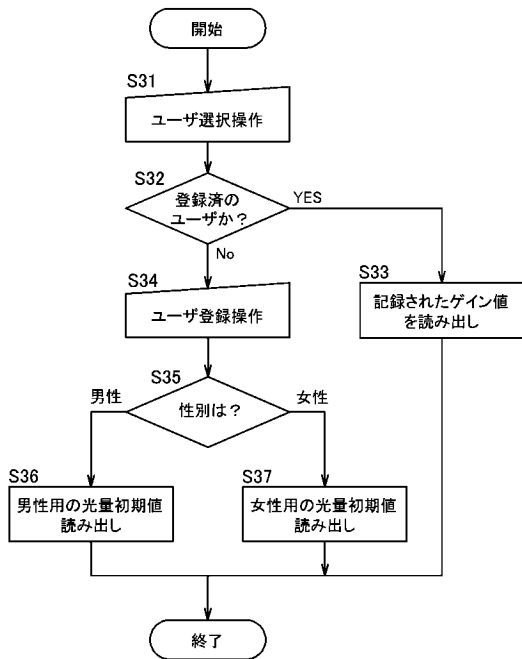 開始
S31
ユーザ選択操作
S32
登録済の
ユーザか?
YES
No
S33
記録されたゲイン値
を読み出し
S34
ユーザ登録操作
S35
性別は?
男性
女性
S36
男性用の光量初期値
読み出し
S37
女性用の光量初期値
読み出し
終了